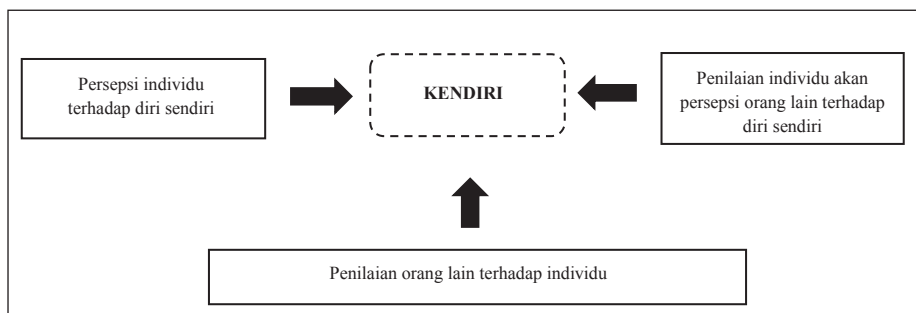 Persepsi individu
terhadap diri sendiri
KENDIRI
Penilaian individu akan
persepsi orang lain terhadap
diri sendiri
Penilaian orang lain terhadap individu